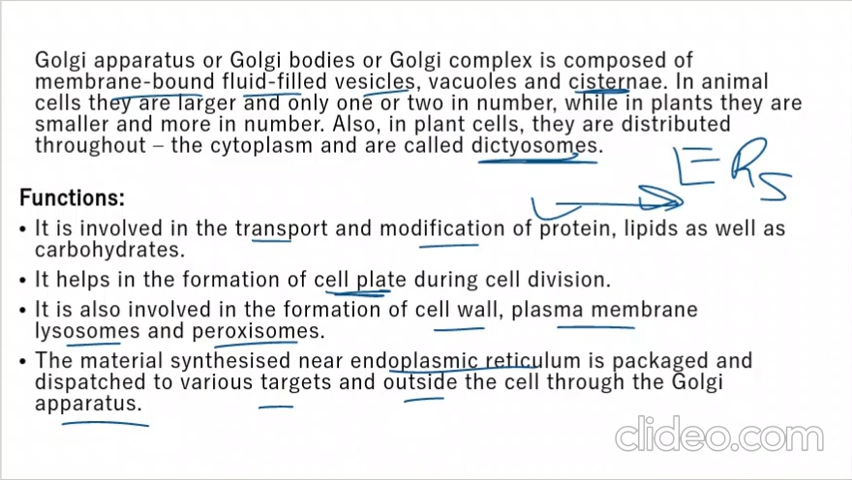 Golgi apparatus or Golgi bodies or Golgi complex is composed of
membrane-bound fluid-filled vesicles, vacuoles and cisternae. In animal
cells they are larger and only one or two in number, while in plants they are
smaller and more in number. Also, in plant cells, they are distributed
throughout – the cytoplasm and are called dictyosomes.
ERS
Functions:
• It is involved in the transport and modification of protein, lipids as well as
carbohydrates.
• It helps in the formation of cell plate during cell division.
• It is also involved in the formation of cell wall, plasma membrane
lysosomes and peroxisomes.
• The material synthesised near endoplasmic reticulum is packaged and
dispatched to various targets and outside the cell through the Golgi
apparatus.
clideo.com